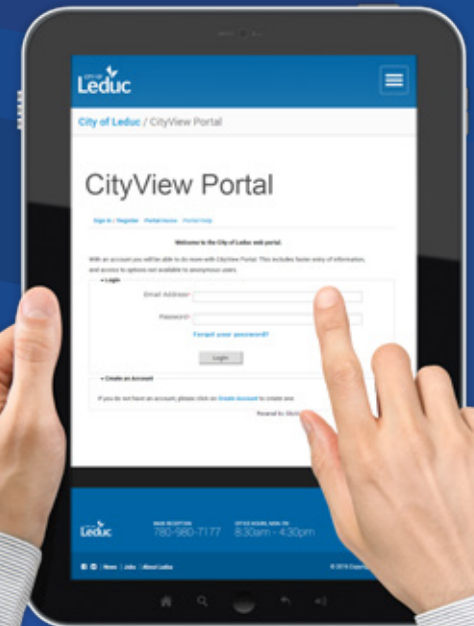 CITY OF
Leduc
City of Leduc / CityView Portal
CityView Portal
Sign In / Register Portal Home Portal Help
Welcome to the City of Leduc web portal.
With an account you will be able to do more with CityView Portal. This includes faster entry of information,
and access to options not available to anonymous users.
Login
Email Address*
Password*
Forgot your password?
Login
Create an Account
If you do not have an account, please click on Create Account to create one
Powered by
CITY OF
Leduc
MAIN RECEPTION
780-980-7177
OFFICE HOURS, MON-FRI
8:30am - 4:30pm
News | Jobs | About Leduc
© 2016